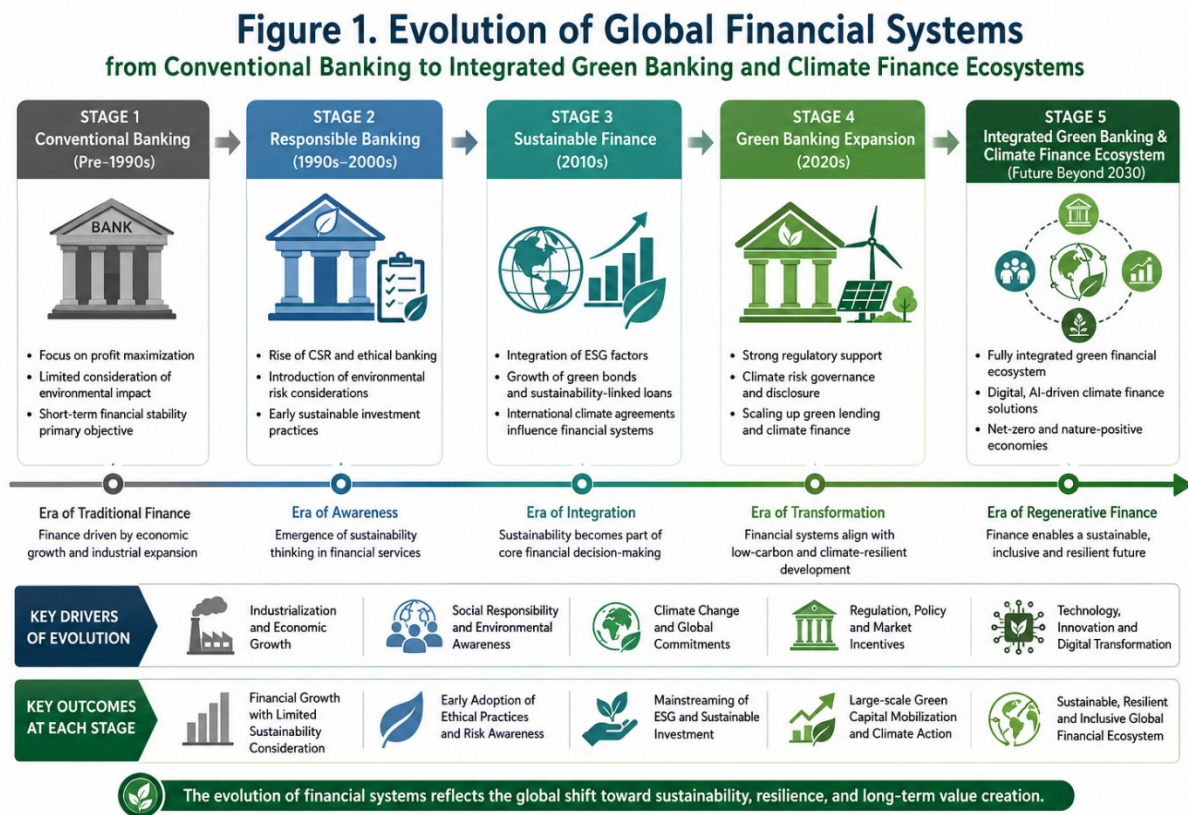 Figure 1. Evolution of Global Financial Systems
from Conventional Banking to Integrated Green Banking and Climate Finance Ecosystems
STAGE 1
Conventional Banking
(Pre-1990s)
BANK
• Focus on profit maximization
• Limited consideration of
environmental impact
• Short-term financial stability
primary objective
STAGE 2
Responsible Banking
(1990s–2000s)
• Rise of CSR and ethical banking
• Introduction of environmental
risk considerations
• Early sustainable investment
practices
STAGE 3
Sustainable Finance
(2010s)
• Integration of ESG factors
• Growth of green bonds
and sustainability-linked loans
• International climate agreements
influence financial systems
STAGE 4
Green Banking Expansion
(2020s)
• Strong regulatory support
• Climate risk governance
and disclosure
• Scaling up green lending
and climate finance
STAGE 5
Integrated Green Banking &
Climate Finance Ecosystem
(Future Beyond 2030)
• Fully integrated green financial
ecosystem
• Digital, AI-driven climate finance
solutions
• Net-zero and nature-positive
economies
Era of Traditional Finance
Finance driven by economic
growth and industrial expansion
Era of Awareness
Emergence of sustainability
thinking in financial services
Era of Integration
Sustainability becomes part of
core financial decision-making
Era of Transformation
Financial systems align with
low-carbon and climate-resilient
development
Era of Regenerative Finance
Finance enables a sustainable,
inclusive and resilient future
KEY DRIVERS
OF EVOLUTION
Industrialization
and Economic
Growth
Social Responsibility
and Environmental
Awareness
Climate Change
and Global
Commitments
Regulation, Policy
and Market
Incentives
Technology,
Innovation and
Digital Transformation
KEY OUTCOMES
AT EACH STAGE
Financial Growth
with Limited
Sustainability
Consideration
Early Adoption of
Ethical Practices
and Risk Awareness
Mainstreaming of
ESG and Sustainable
Investment
Large-scale Green
Capital Mobilization
and Climate Action
Sustainable, Resilient
and Inclusive Global
Financial Ecosystem
The evolution of financial systems reflects the global shift toward sustainability, resilience, and long-term value creation.